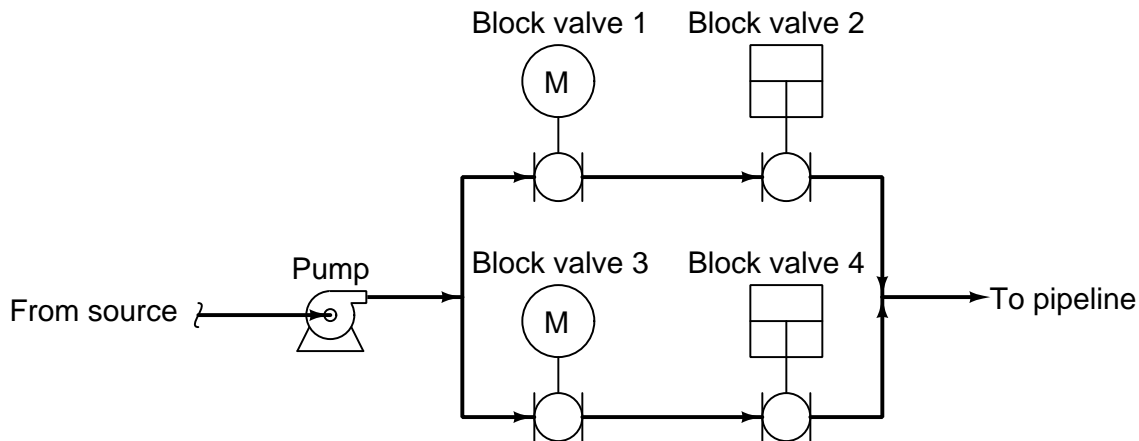 Block valve 1
Block valve 2
M
Pump
Block valve 3
Block valve 4
From source
M
To pipeline